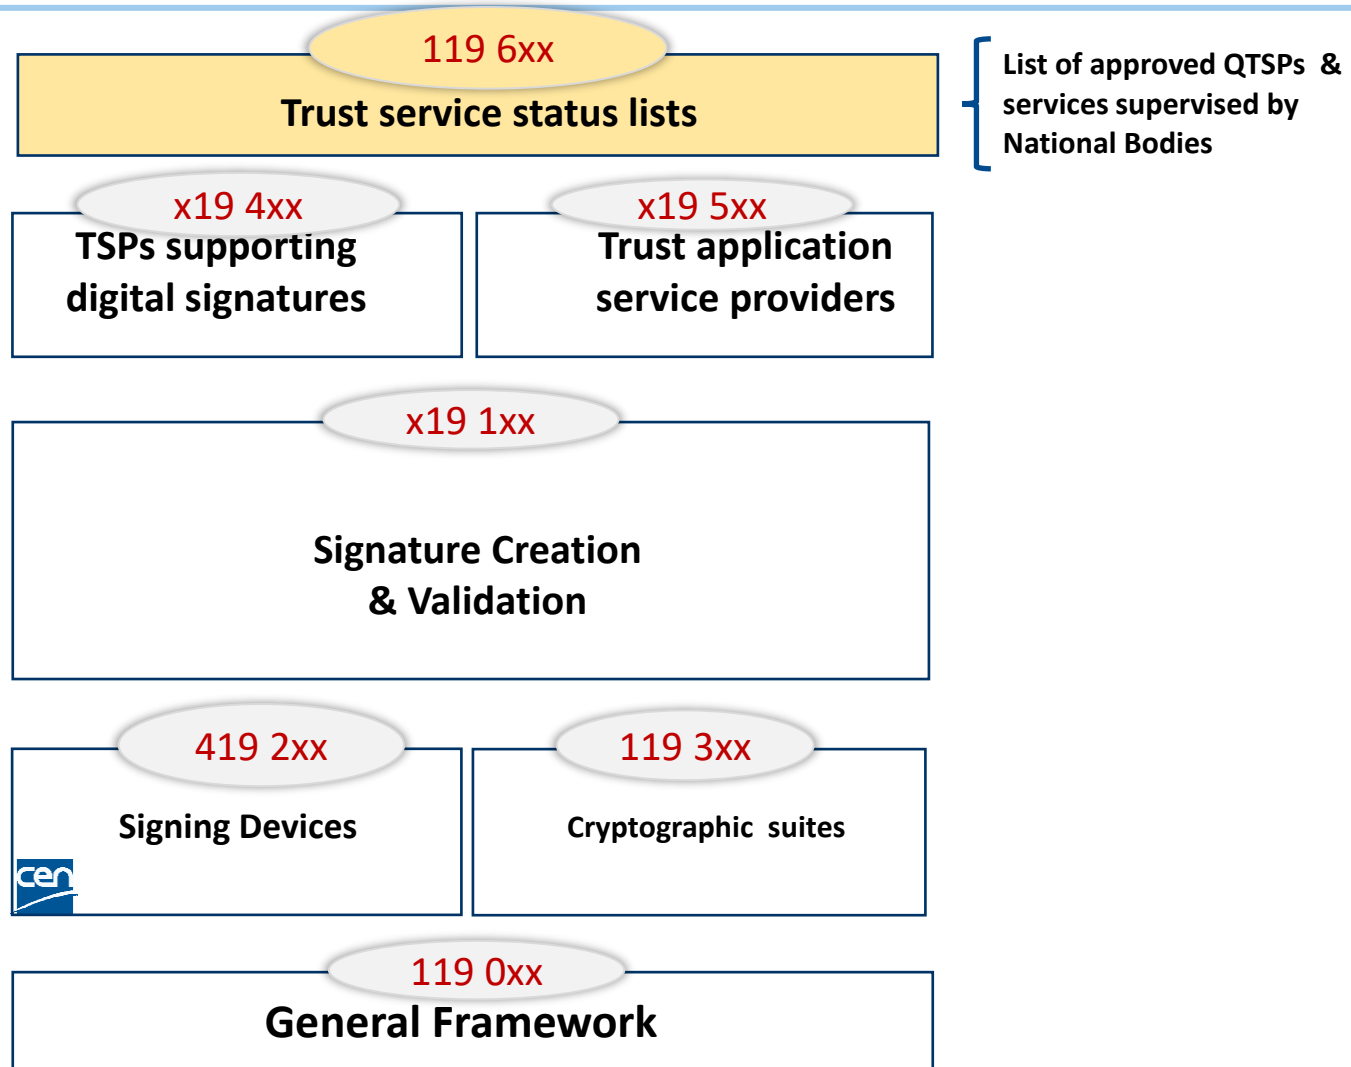 119 6xx
Trust service status lists
List of approved QTSPs &
services supervised by
National Bodies
x19 4xx
TSPs supporting
digital signatures
x19 5xx
Trust application
service providers
x19 1xx
Signature Creation
& Validation
419 2xx
Signing Devices
cen
119 3xx
Cryptographic suites
119 0xx
General Framework